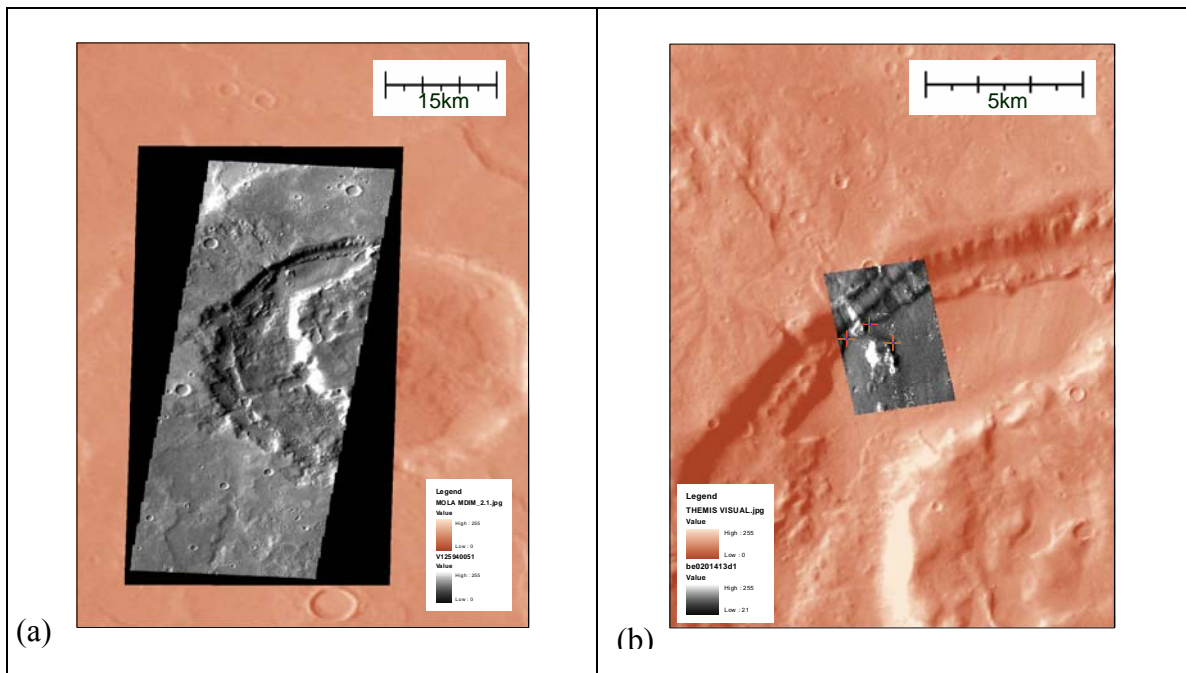 15km
Legend
MOLA MDIM_2.1.jpg
Value
High : 255
Low : 0
V125940051
Value
High : 255
Low : 0
(a)
5km
Legend
THEMIS VISUAL.jpg
Value
High : 255
Low : 0
be0201413d1
Value
High : 255
Low : 21
(b)